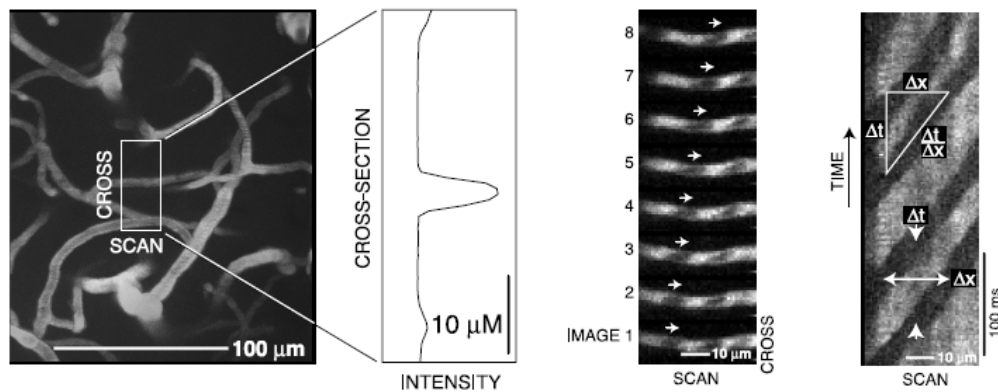 CROSS
SCAN
100 μm
CROSS-SECTION
10 μM
INTENSITY
8
7
6
5
4
3
2
IMAGE 1
10 μm
CROSS
SCAN
TIME
Δx
Δt
Δt
Δx
Δt
Δx
100 ms
10 μm
SCAN